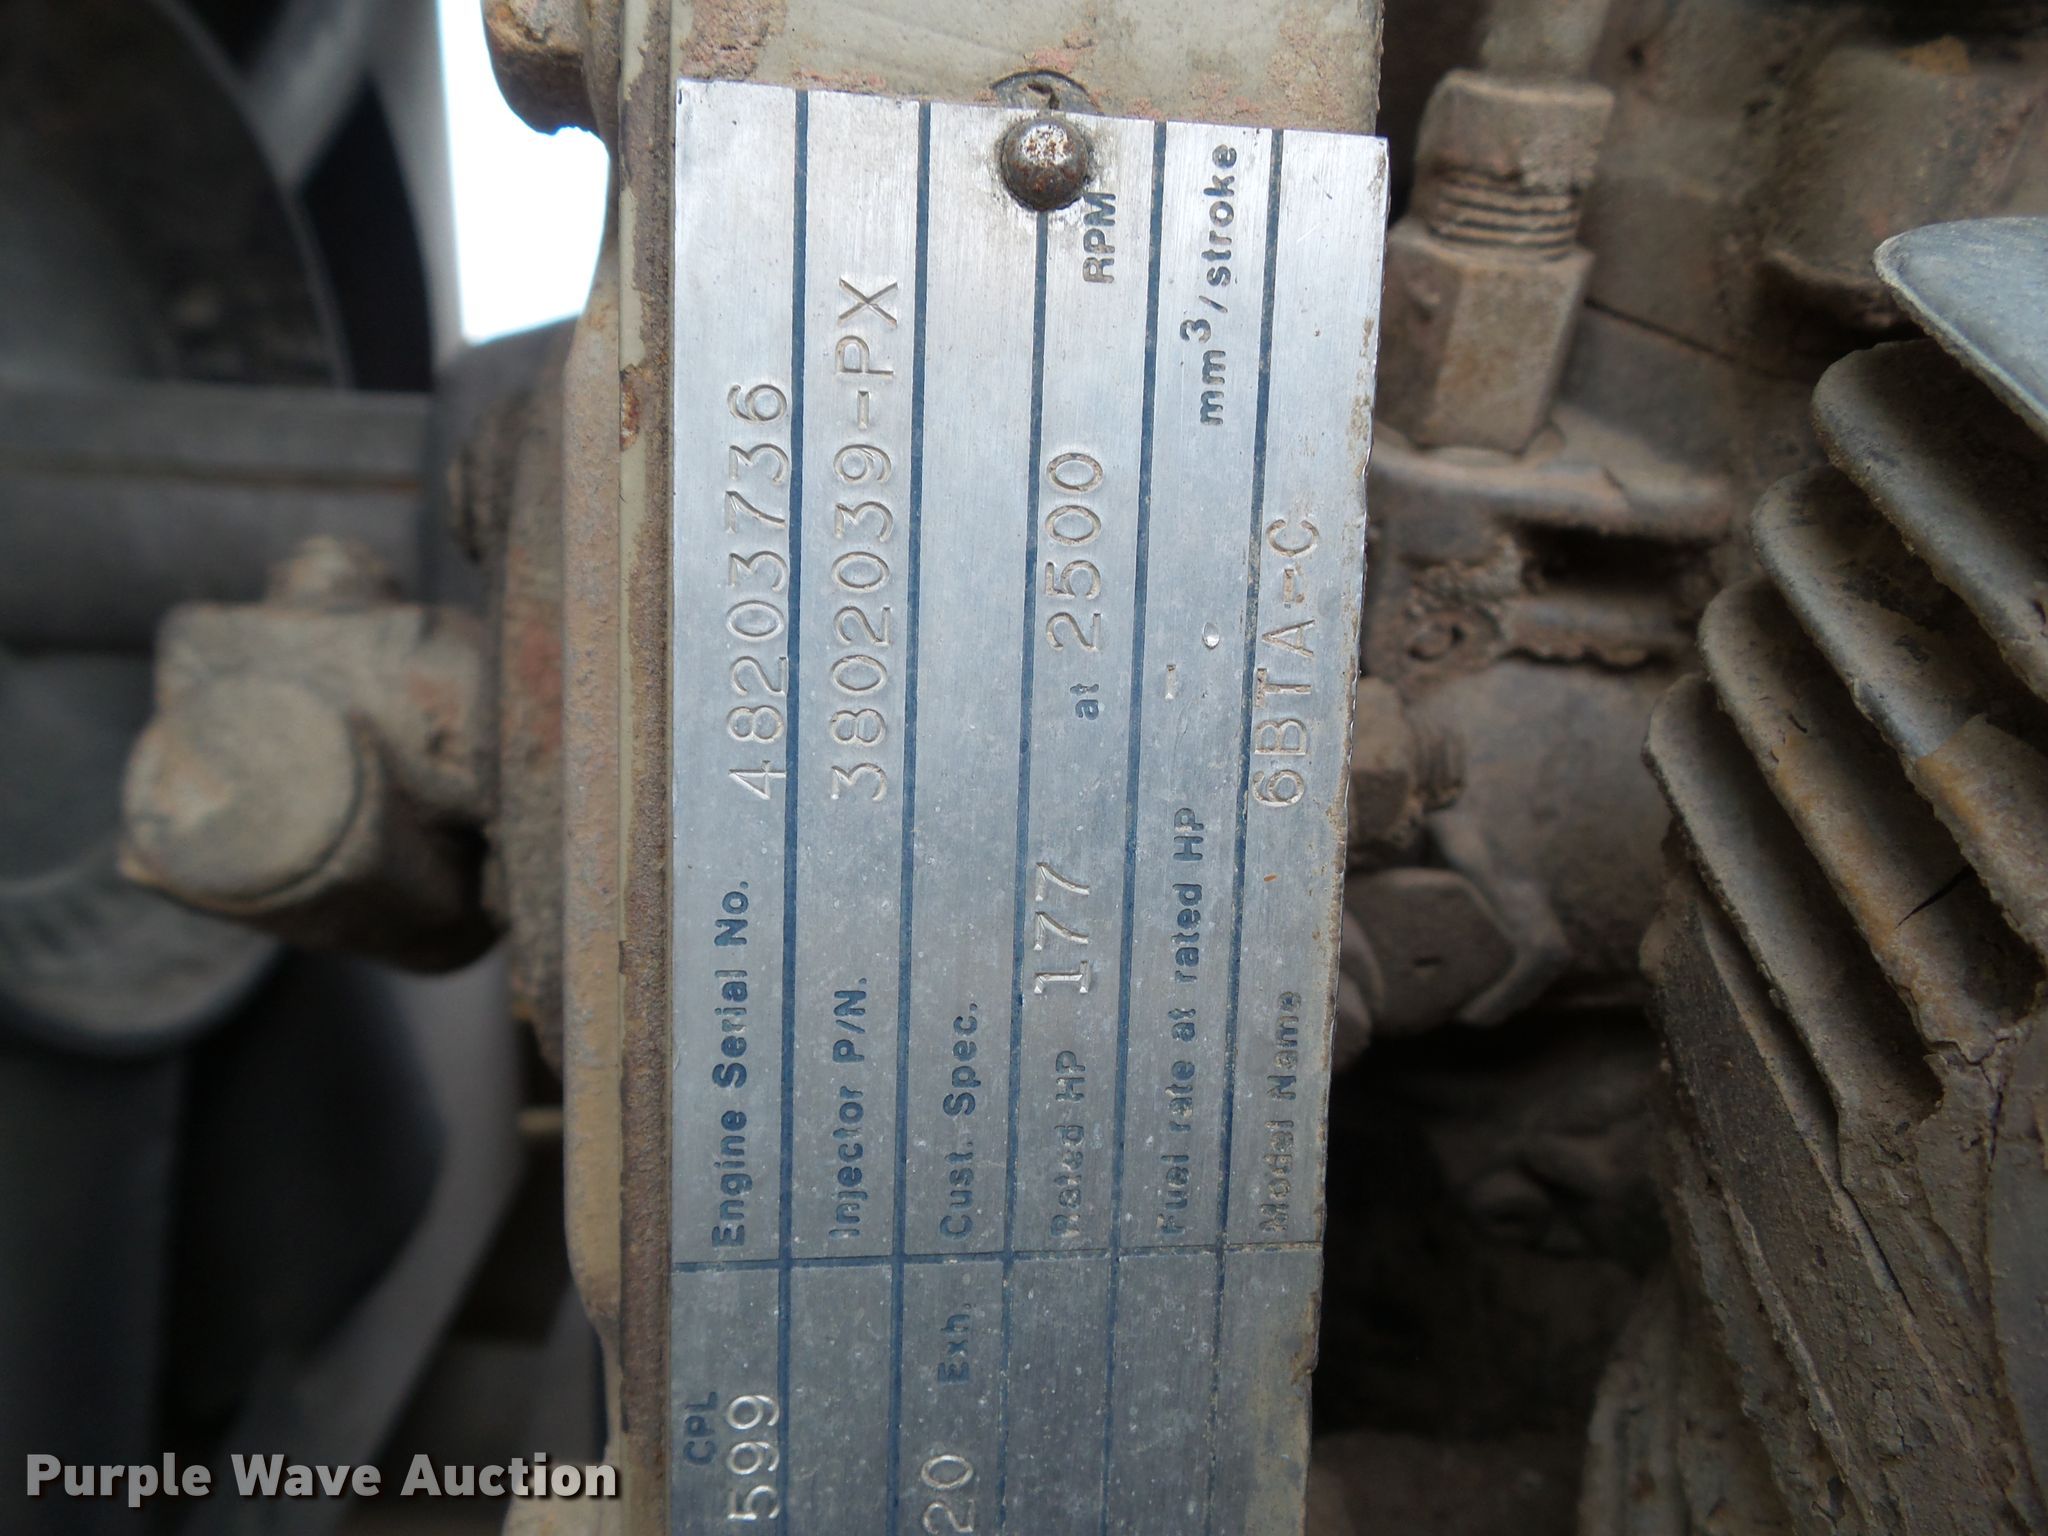 Engine Serial No. 48203736
Injector P/N. 3802039-PX
Cust. Spec.
Rated HP 177 at 2500 RPM
Fuel rate at rated HP - mm³/stroke
Model Name 6BTA-C
CPL
599
20 Exh.
Purple Wave Auction